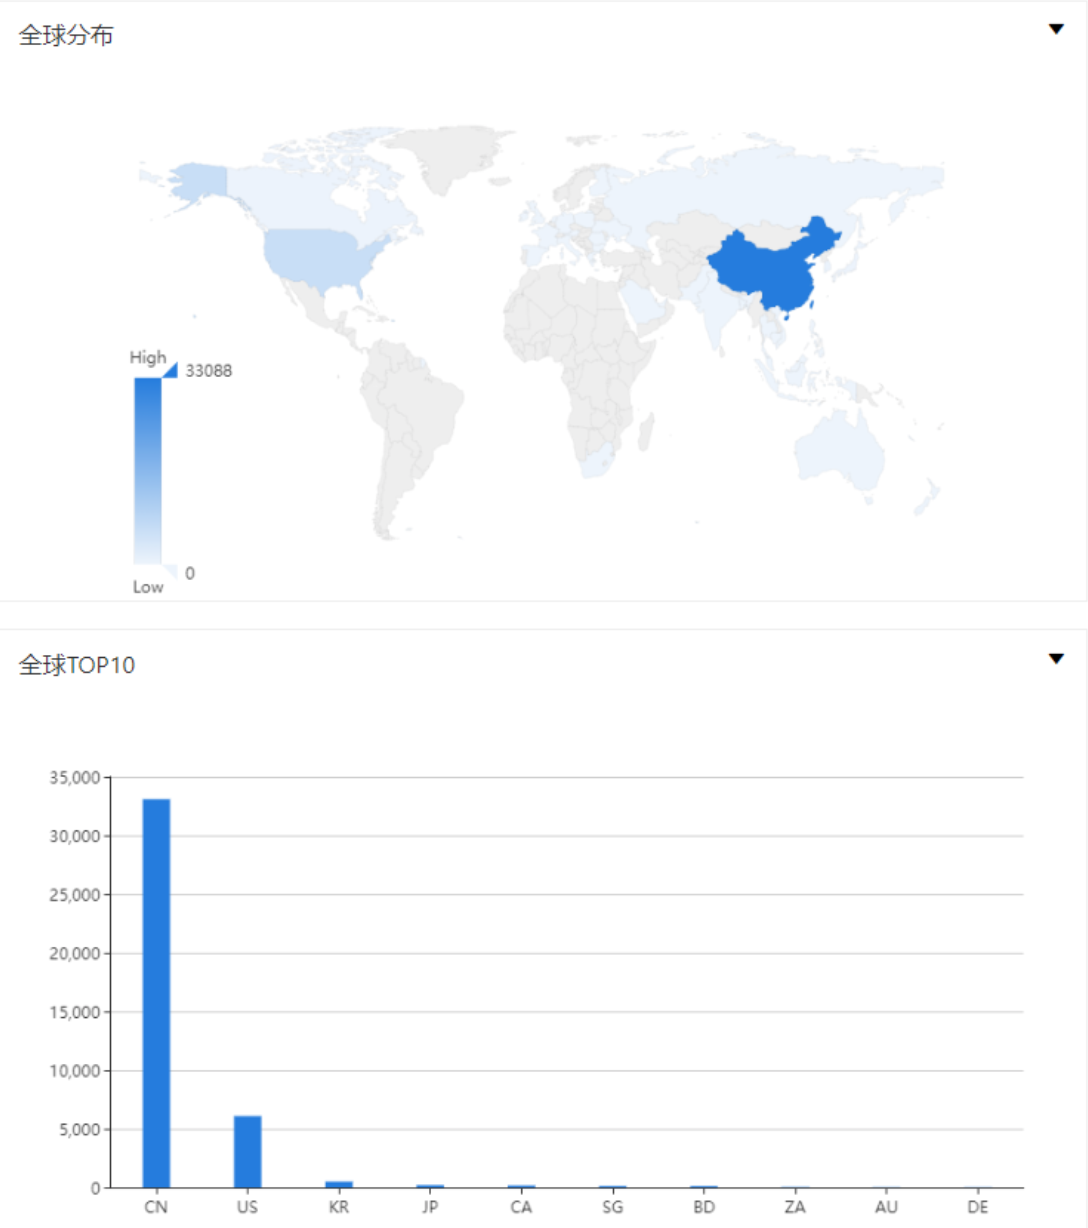 全球分布
High
33088
0
Low
全球TOP10
35,000
30,000
25,000
20,000
15,000
10,000
5,000
0
CN US KR JP CA SG BD ZA AU DE